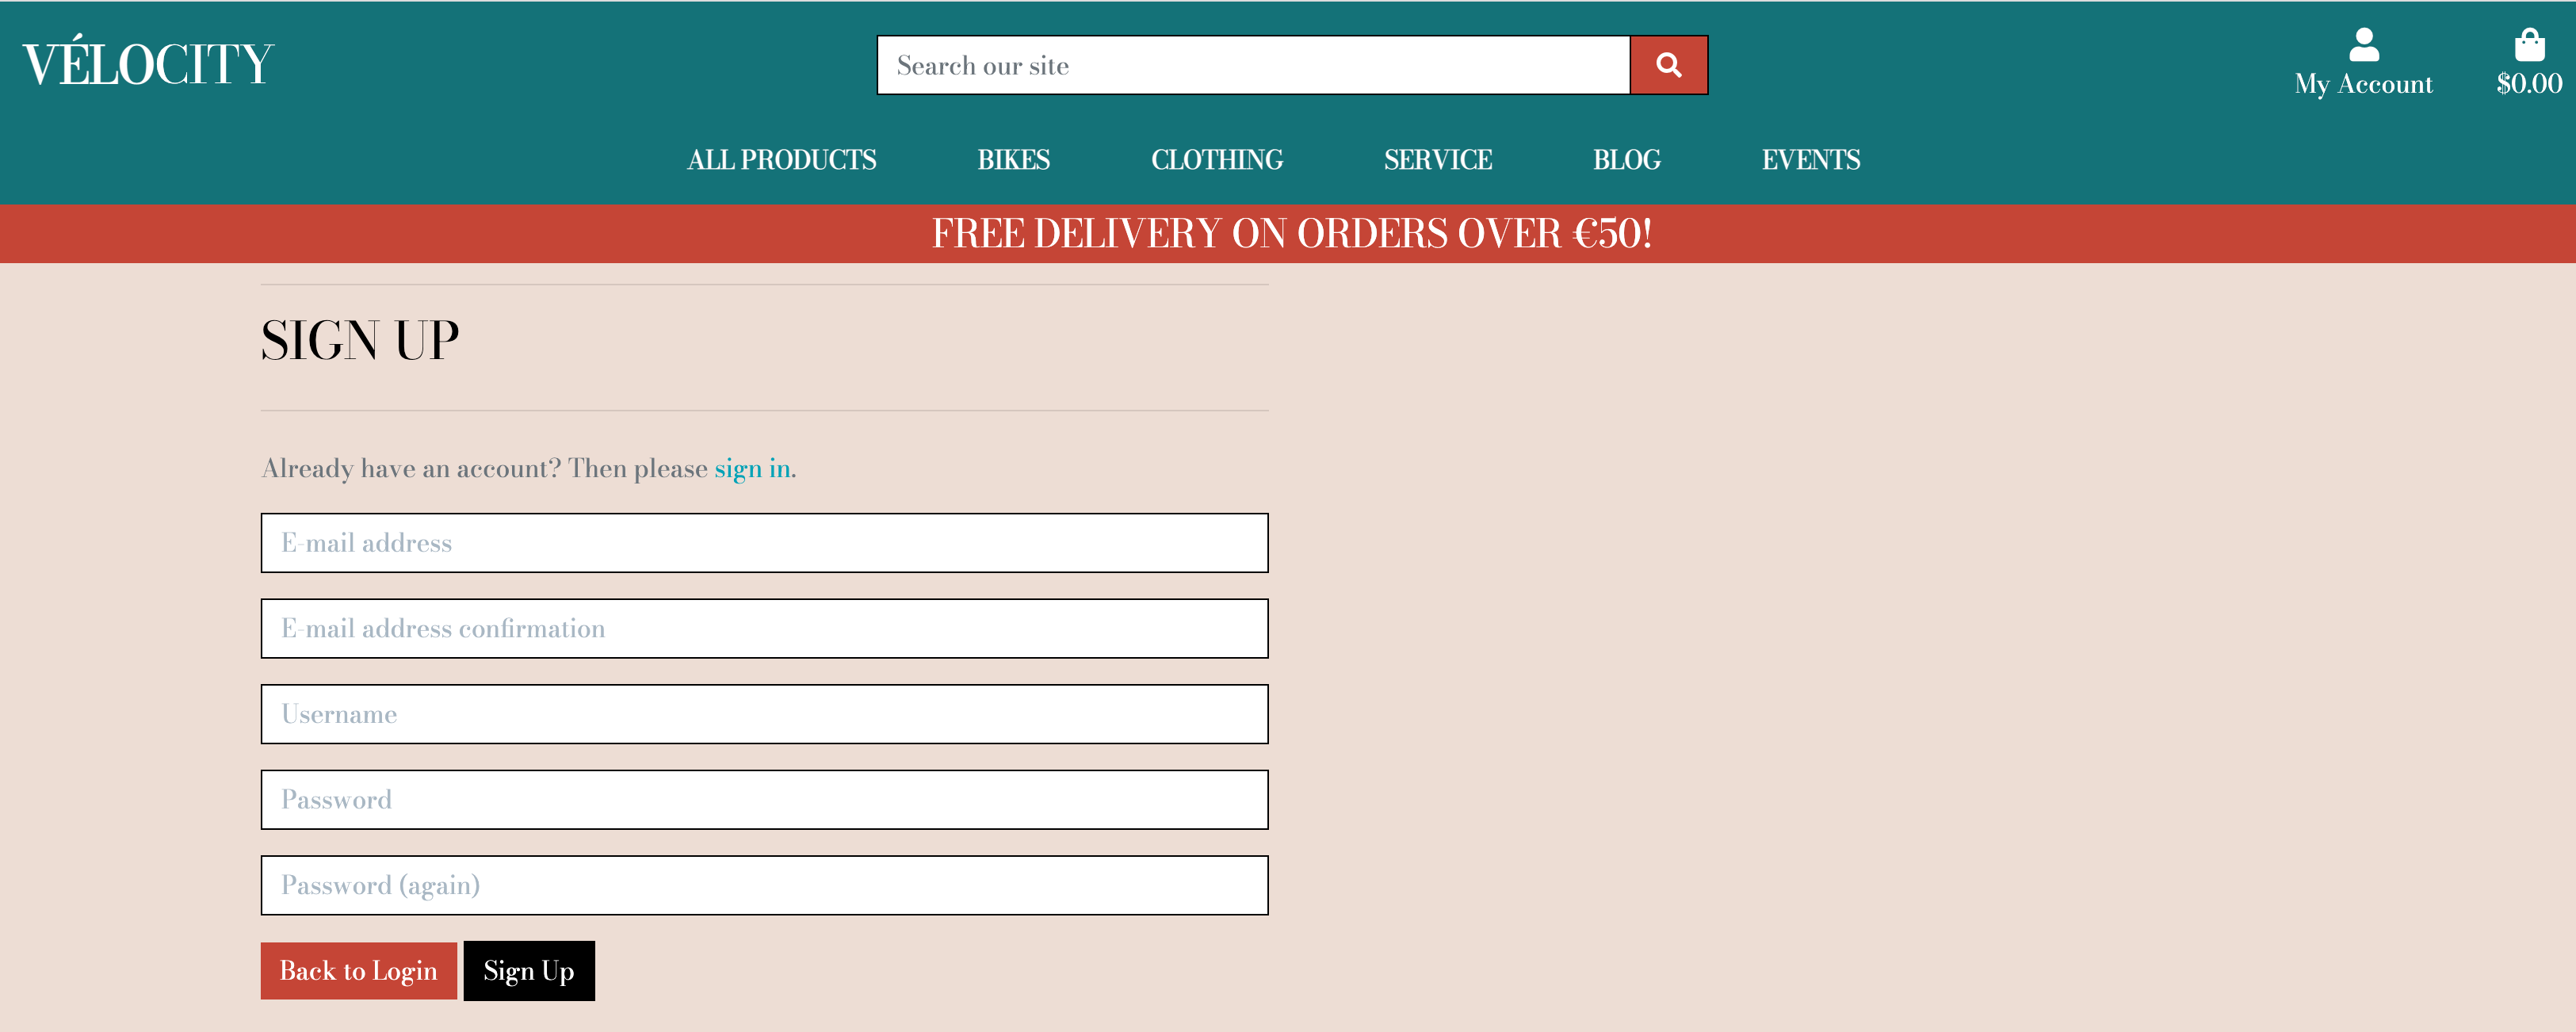 VÉLOCITY
Search our site
My Account
$0.00
ALL PRODUCTS BIKES CLOTHING SERVICE BLOG EVENTS
FREE DELIVERY ON ORDERS OVER €50!
SIGN UP
Already have an account? Then please sign in.
E-mail address
E-mail address confirmation
Username
Password
Password (again)
Back to Login Sign Up